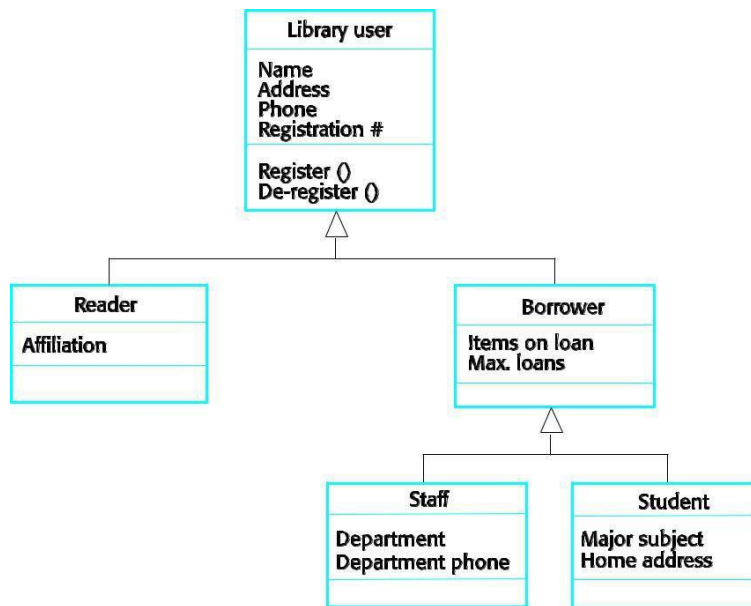 Library user
Name
Address
Phone
Registration #
Register ()
De-register ()
Reader
Affiliation
Borrower
Items on loan
Max. loans
Staff
Department
Department phone
Student
Major subject
Home address